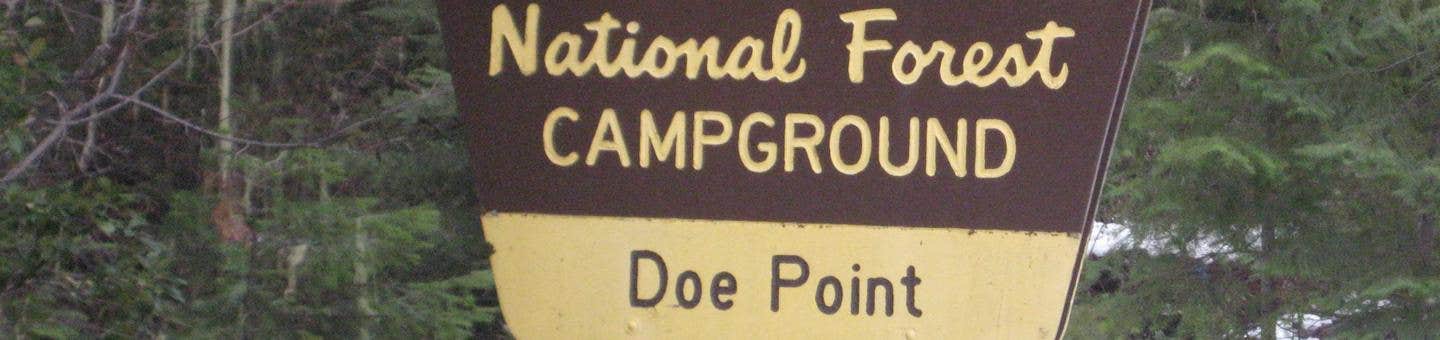 National Forest
CAMPGROUND
Doe Point